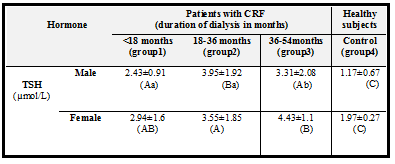 Hormone Patients with CRF Healthy
(duration of dialysis in months) subjects
<18 months 18-36 months 36-54months Control
(group1) (group2) (group3) (group4)
Male 2.43±0.91 3.95±1.92 3.31±2.08 1.17±0.67
TSH (Aa) (Ba) (Ab) (C)
(µmol/L)
Female 2.94±1.6 3.55±1.85 4.43±1.1 1.97±0.27
(AB) (A) (B) (C)